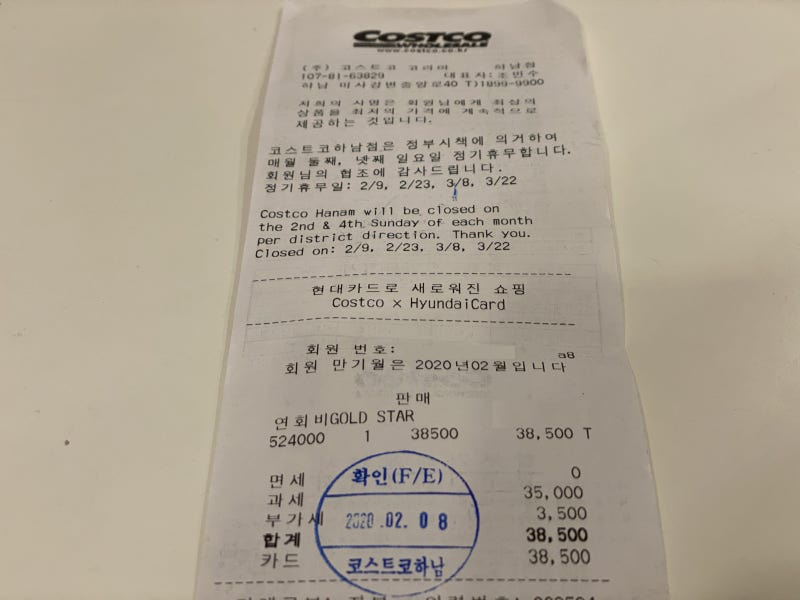 COSTCO
WHOLESALE
www.costco.co.kr
(주) 코스트코 코리아 하남점
107-81-63829 대표자:조민수
하남 미사강변중앙로40 T)1899-9900
저희의 사명은 회원님에게 최상의
상품을 최저의 가격에 계속적으로
제공하는 것입니다.
코스트코하남점은 정부시책에 의거하여
매월 둘째, 넷째 일요일 정기휴무합니다.
회원님의 협조에 감사드립니다.
정기휴무일: 2/9, 2/23, 3/8, 3/22
Costco Hanam will be closed on
the 2nd & 4th Sunday of each month
per district direction. Thank you.
Closed on: 2/9, 2/23, 3/8, 3/22
현대카드로 새로워진 쇼핑
Costco x HyundaiCard
회원 번호:
a8
회원 만기월은 2020년02월입니다
판매
연회비GOLD STAR
524000 1 38500 38,500 T
면세 0
과세 35,000
부가세 3,500
합계 38,500
카드 38,500
확인(F/E)
2020.02.08
코스트코하남